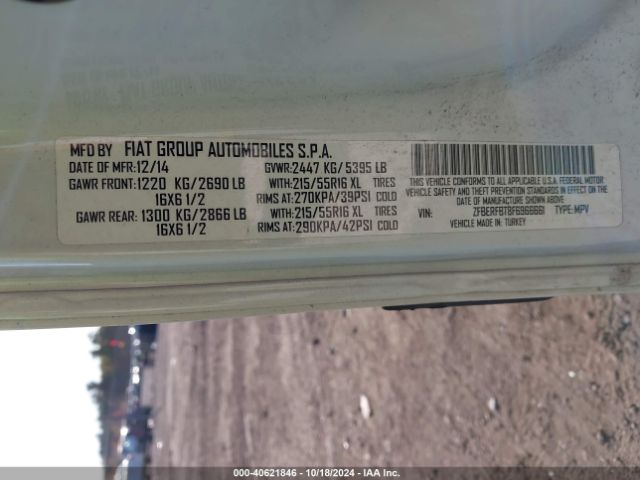 MFD BY FIAT GROUP AUTOMOBILES S.P.A.
DATE OF MFR:12/14 GVWR:2447 KG/5395 LB
GAWR FRONT:1220 KG/2690 LB WITH:215/55R16 XL TIRES
16X6 1/2 RIMS AT:270KPA/39PSI COLD
GAWR REAR: 1300 KG/2866 LB WITH:215/55R16 XL TIRES
16X6 1/2 RIMS AT:290KPA/42PSI COLD
THIS VEHICLE CONFORMS TO ALL APPLICABLE U.S.A. FEDERAL MOTOR
VEHICLE SAFETY AND THEFT PREVENTION STANDARDS IN EFFECT ON THE
DATE OF MANUFACTURE SHOWN ABOVE
VIN: ZFBERFBT8F6966661 TYPE:MPV
MADE IN: TURKEY
000-40621846 - 10/18/2024 - IAA Inc.